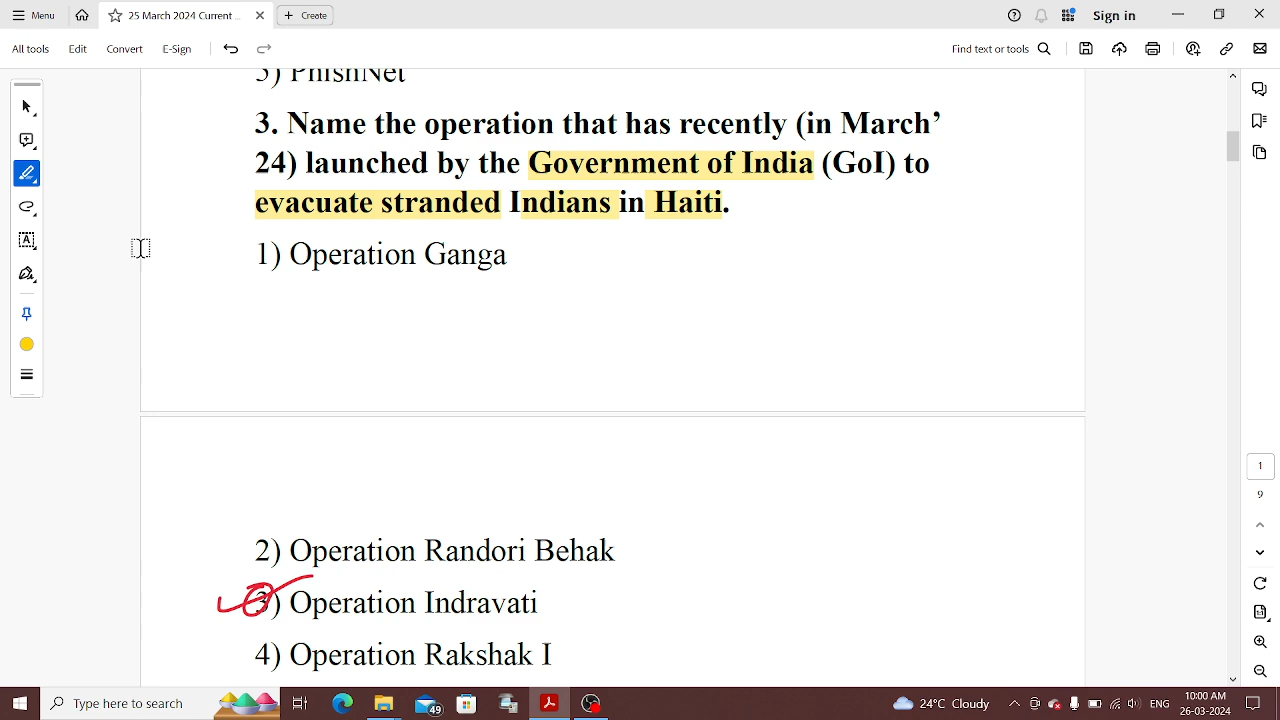 Menu
25 March 2024 Current ...
Create
Sign in
All tools
Edit
Convert
E-Sign
Find text or tools
5) PhishNet
3. Name the operation that has recently (in March’
24) launched by the Government of India (GoI) to
evacuate stranded Indians in Haiti.
1) Operation Ganga
2) Operation Randori Behak
3) Operation Indravati
4) Operation Rakshak I
1
9
Type here to search
49
24°C Cloudy
ENG
10:00 AM
26-03-2024